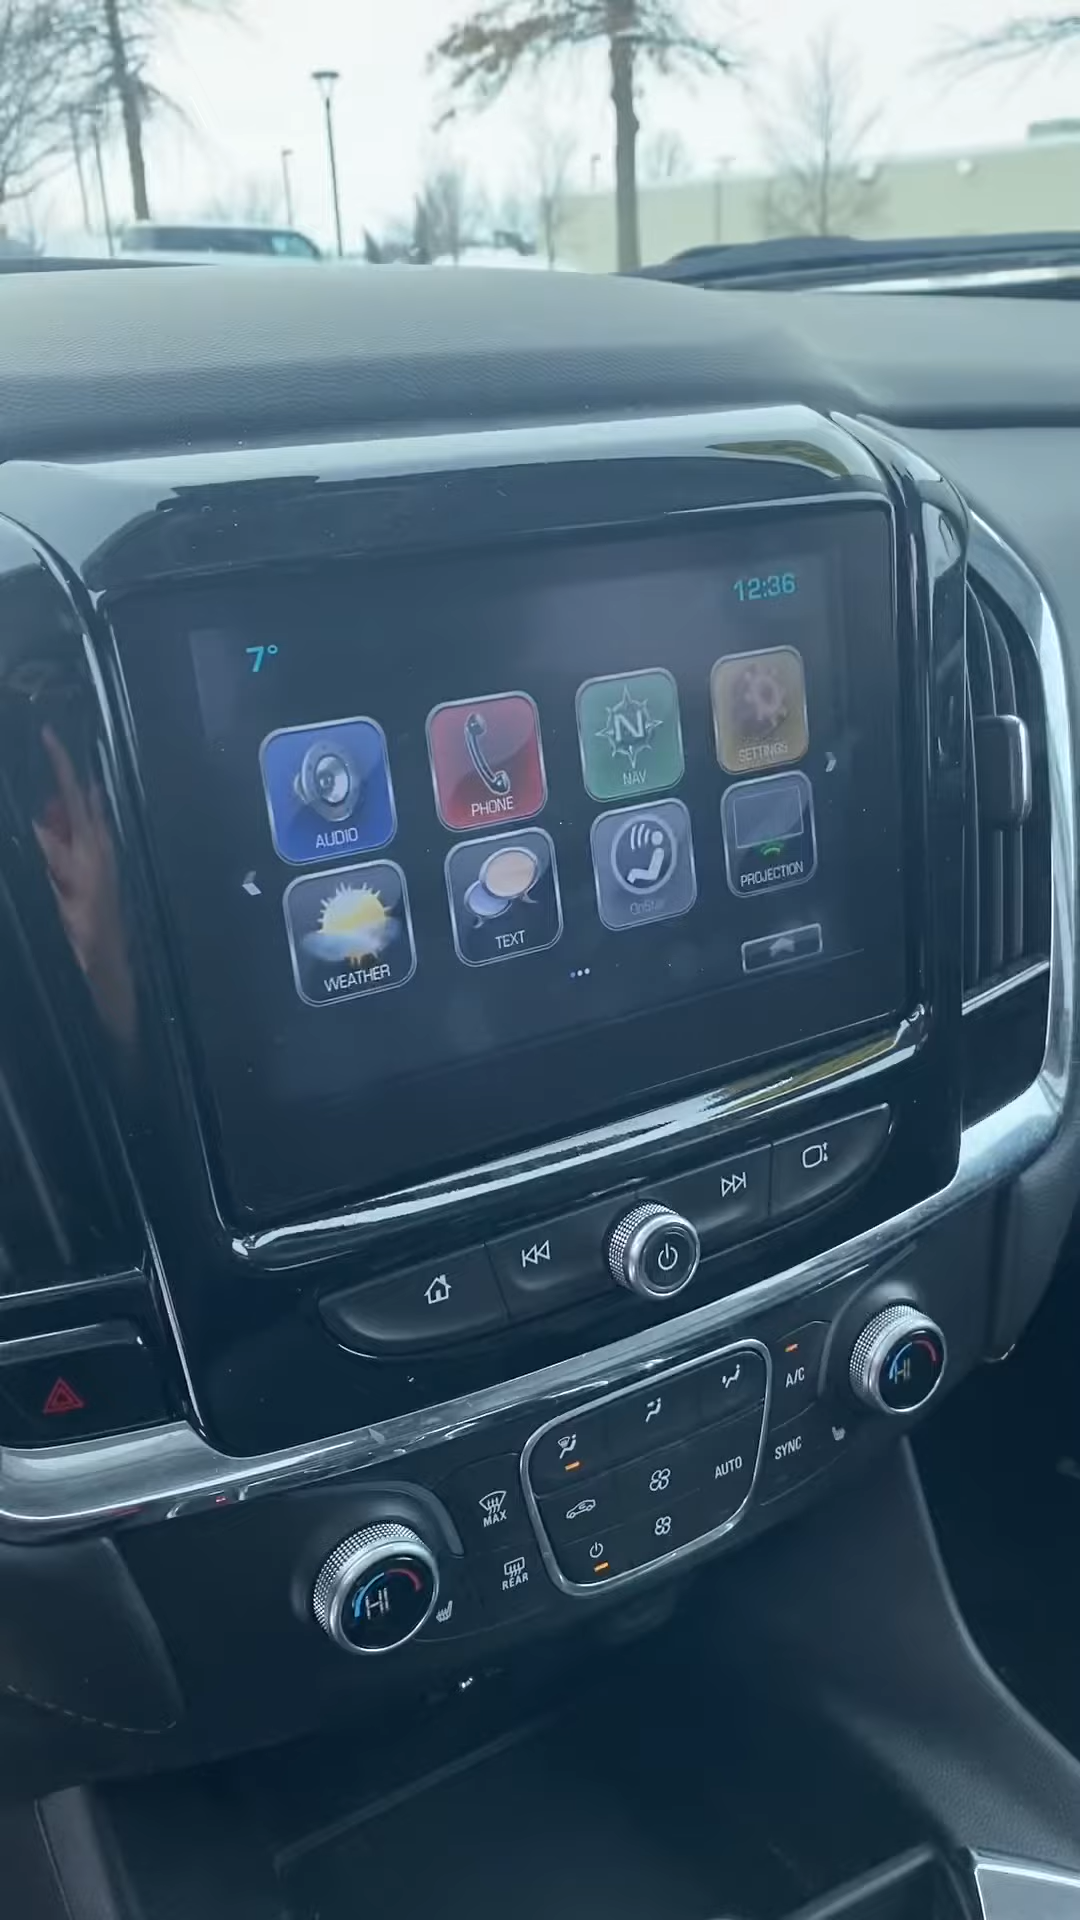 12:36
7°
AUDIO
PHONE
N
NAV
SETTINGS
WEATHER
TEXT
OnStar
PROJECTION
A/C
HI
AUTO
SYNC
MAX
REAR
HI